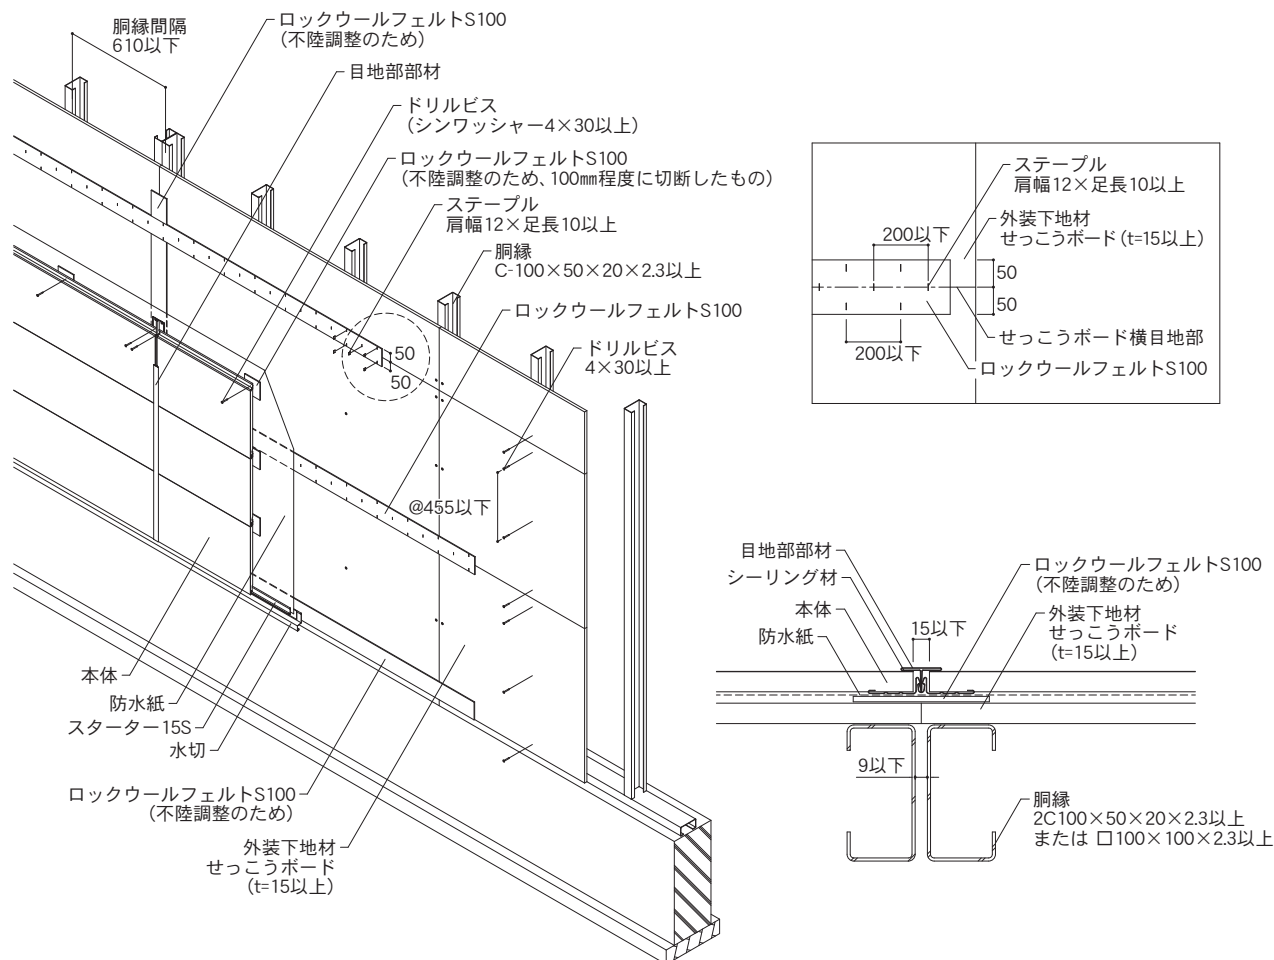 胴縁間隔
610以下
ロックウールフェルトS100
(不陸調整のため)
目地部部材
ドリルビス
(シンワッシャー4×30以上)
ロックウールフェルトS100
(不陸調整のため、100㎜程度に切断したもの)
ステープル
肩幅12×足長10以上
胴縁
C-100×50×20×2.3以上
ロックウールフェルトS100
ドリルビス
4×30以上
50
50
@455以下
本体
防水紙
スターター15S
水切
ロックウールフェルトS100
(不陸調整のため)
外装下地材
せっこうボード
(t=15以上)
ステープル
肩幅12×足長10以上
200以下
外装下地材
せっこうボード(t=15以上)
50
50
せっこうボード横目地部
200以下
ロックウールフェルトS100
目地部部材
シーリング材
本体
防水紙
15以下
ロックウールフェルトS100
(不陸調整のため)
外装下地材
せっこうボード
(t=15以上)
9以下
胴縁
2C100×50×20×2.3以上
または □100×100×2.3以上